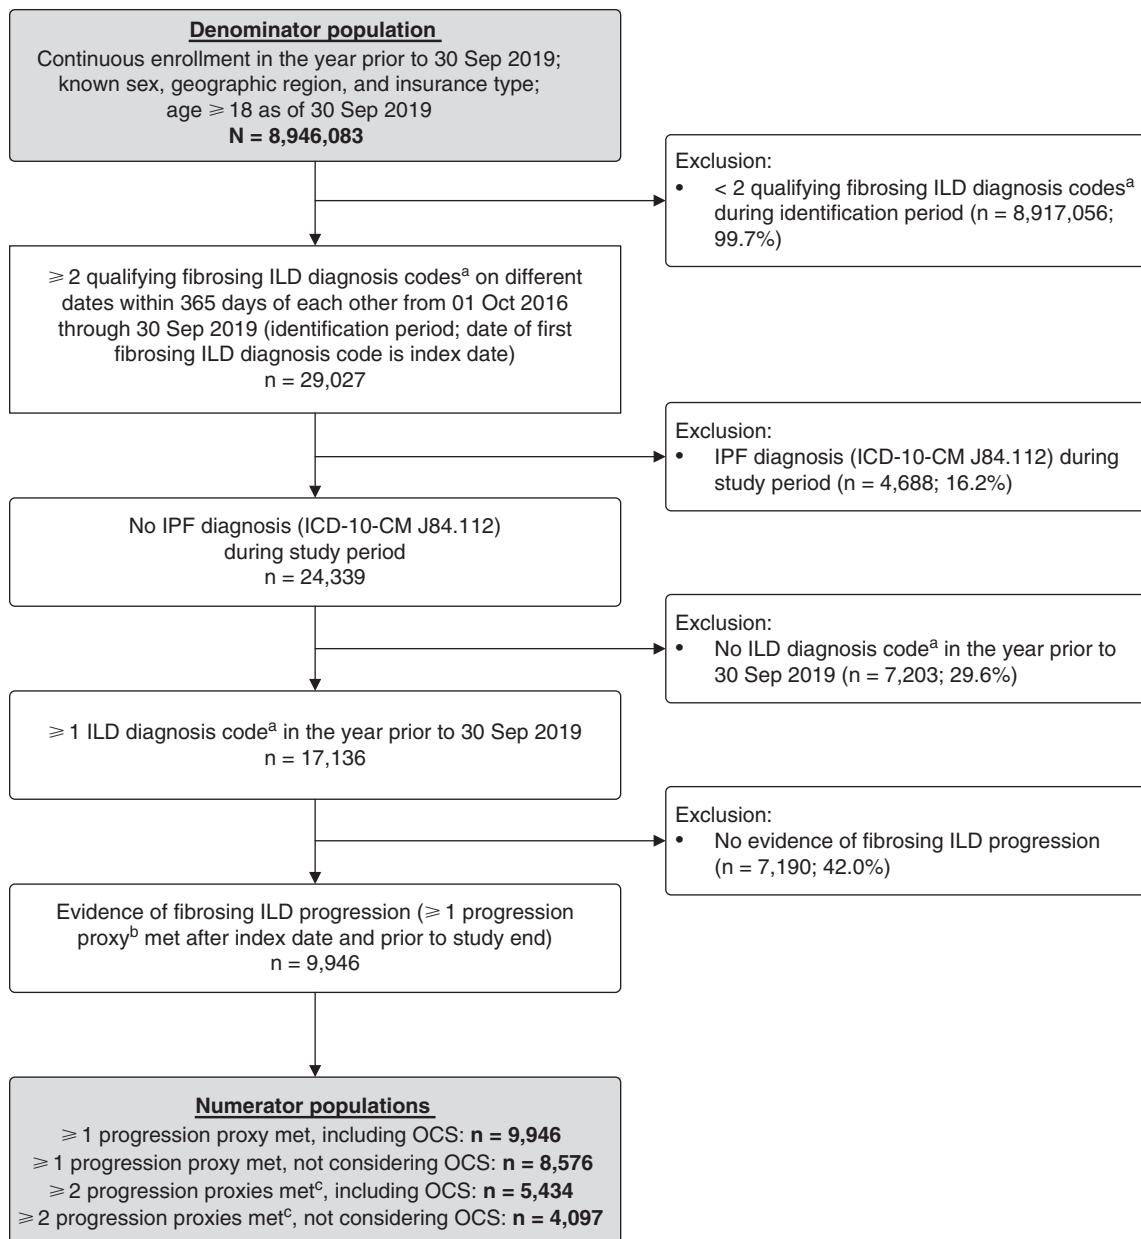 Denominator population
Continuous enrollment in the year prior to 30 Sep 2019;
known sex, geographic region, and insurance type;
age ⩾ 18 as of 30 Sep 2019
N = 8,946,083
Exclusion:
• < 2 qualifying fibrosing ILD diagnosis codesᵃ
during identification period (n = 8,917,056;
99.7%)
⩾ 2 qualifying fibrosing ILD diagnosis codesᵃ on different
dates within 365 days of each other from 01 Oct 2016
through 30 Sep 2019 (identification period; date of first
fibrosing ILD diagnosis code is index date)
n = 29,027
Exclusion:
• IPF diagnosis (ICD-10-CM J84.112) during
study period (n = 4,688; 16.2%)
No IPF diagnosis (ICD-10-CM J84.112)
during study period
n = 24,339
Exclusion:
• No ILD diagnosis codeᵃ in the year prior to
30 Sep 2019 (n = 7,203; 29.6%)
⩾ 1 ILD diagnosis codeᵃ in the year prior to 30 Sep 2019
n = 17,136
Exclusion:
• No evidence of fibrosing ILD progression
(n = 7,190; 42.0%)
Evidence of fibrosing ILD progression (⩾ 1 progression
proxyᵇ met after index date and prior to study end)
n = 9,946
Numerator populations
⩾ 1 progression proxy met, including OCS: n = 9,946
⩾ 1 progression proxy met, not considering OCS: n = 8,576
⩾ 2 progression proxies metᶜ, including OCS: n = 5,434
⩾ 2 progression proxies metᶜ, not considering OCS: n = 4,097